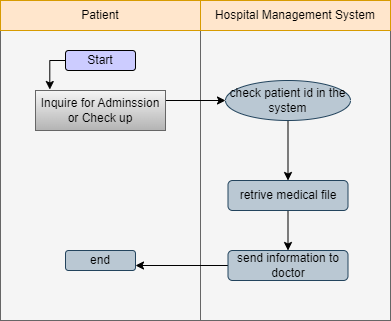 Patient
Hospital Management System
Start
Inquire for Adminssion
or Check up
check patient id in the
system
retrive medical file
send information to
doctor
end